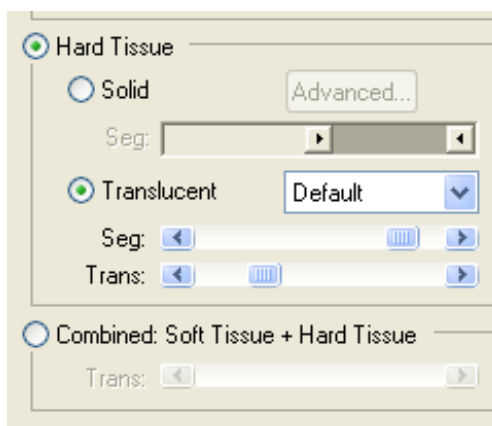 Hard Tissue
Solid Advanced...
Seg:
Translucent Default
Seg:
Trans:
Combined: Soft Tissue + Hard Tissue
Trans: